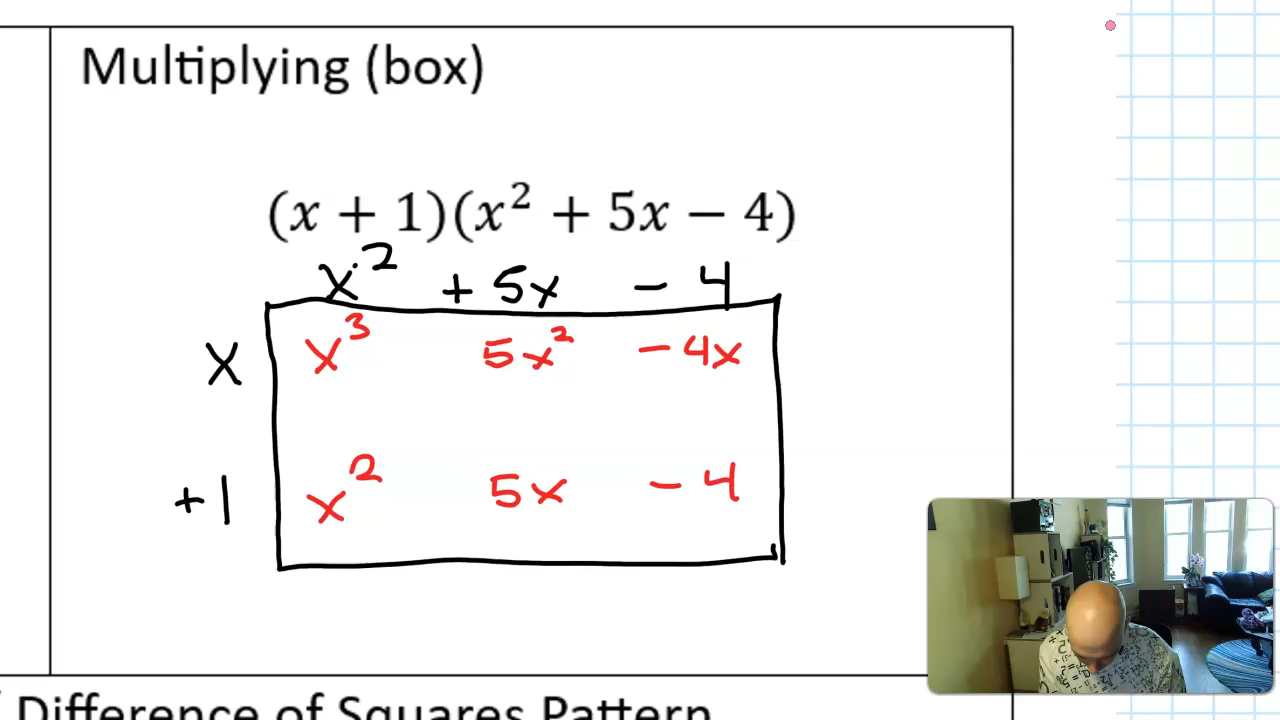 Multiplying (box)
(x + 1)(x² + 5x − 4)
x² + 5x − 4
x x³ 5x² − 4x
+1 x² 5x − 4
Difference of Squares Pattern